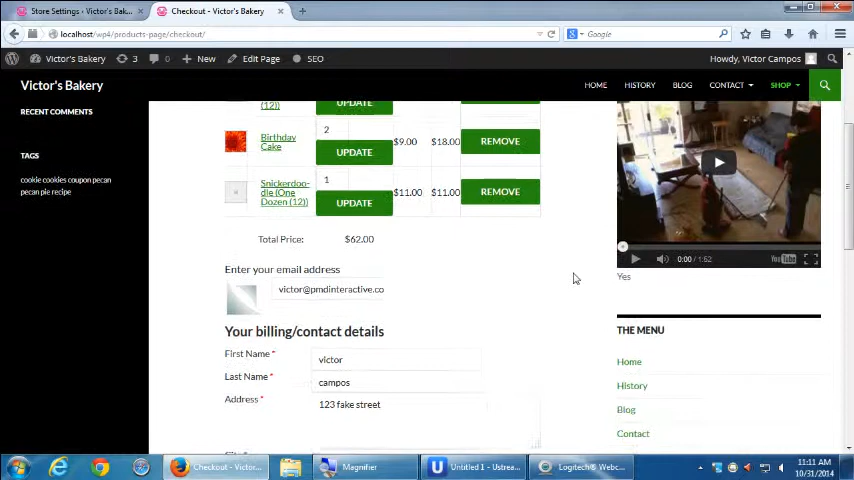 Store Settings ‹ Victor's Bak...
Checkout - Victor's Bakery
localhost/wp4/products-page/checkout/
Google
Victor's Bakery
3
0
New
Edit Page
SEO
Howdy, Victor Campos
Victor's Bakery
HOME
HISTORY
BLOG
CONTACT
SHOP
RECENT COMMENTS
TAGS
cookie cookies coupon pecan
pecan pie recipe
(12))
UPDATE
Birthday
Cake
2
UPDATE
$9.00
$18.00
REMOVE
Snickerdoo-
dle (One
Dozen (12))
1
UPDATE
$11.00
$11.00
REMOVE
Total Price:
$62.00
Enter your email address
victor@pmdinteractive.co
Your billing/contact details
First Name *
victor
Last Name *
campos
Address *
123 fake street
0:00 / 1:52
YouTube
Yes
THE MENU
Home
History
Blog
Contact
Checkout - Victor...
Magnifier
Untitled 1 - Ustrea...
Logitech® Webc...
11:11 AM
10/31/2014